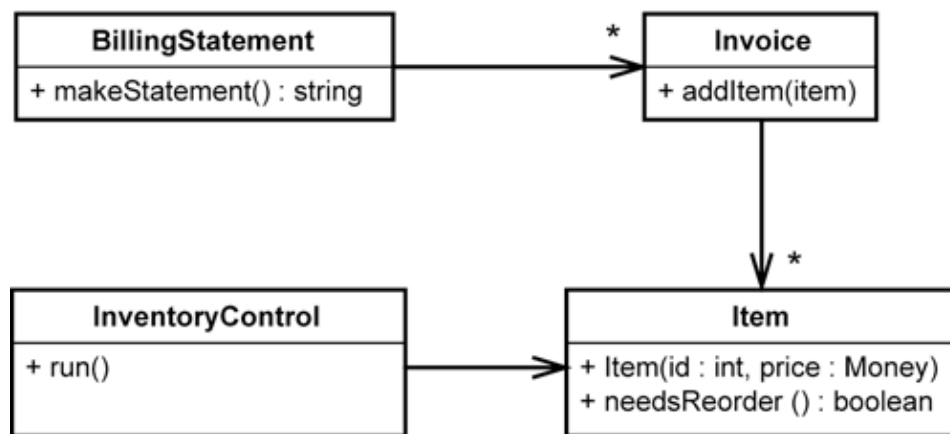 BillingStatement
+ makeStatement() : string
*
Invoice
+ addItem(item)
*
InventoryControl
+ run()
Item
+ Item(id : int, price : Money)
+ needsReorder () : boolean